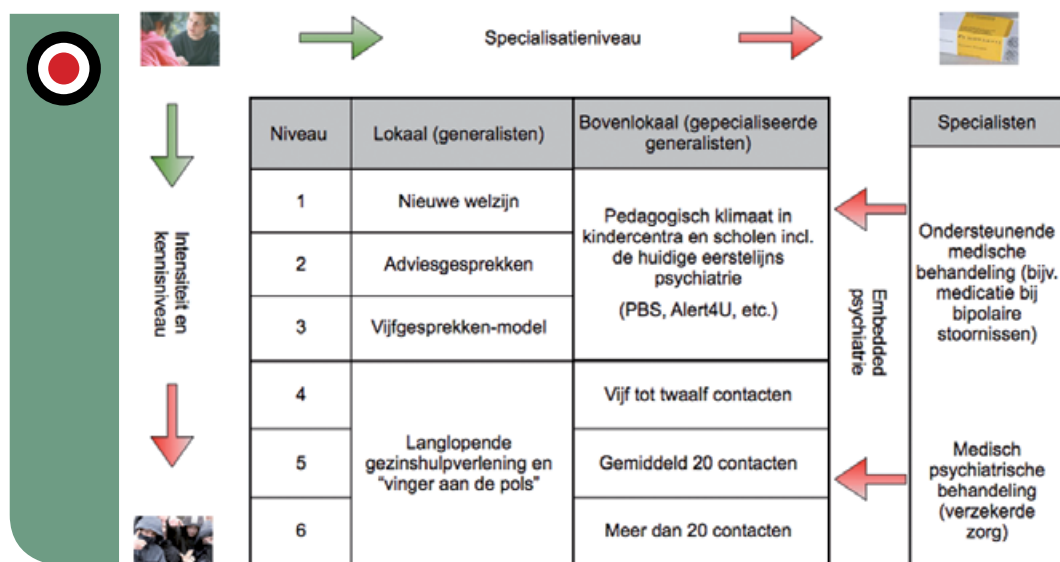 Specialisatieniveau
Intensiteit en
kennisniveau
Niveau
Lokaal (generalisten)
Bovenlokaal (gepecialiseerde
generalisten)
1
Nieuwe welzijn
Pedagogisch klimaat in
kindercentra en scholen incl.
de huidige eerstelijns
psychiatrie
(PBS, Alert4U, etc.)
2
Adviesgesprekken
3
Vijfgesprekken-model
4
Langlopende
gezinshulpverlening en
“vinger aan de pols”
Vijf tot twaalf contacten
5
Gemiddeld 20 contacten
6
Meer dan 20 contacten
Embedded
psychiatrie
Specialisten
Ondersteunende
medische
behandeling (bijv.
medicatie bij
bipolaire
stoornissen)
Medisch
psychiatrische
behandeling
(verzekerde
zorg)